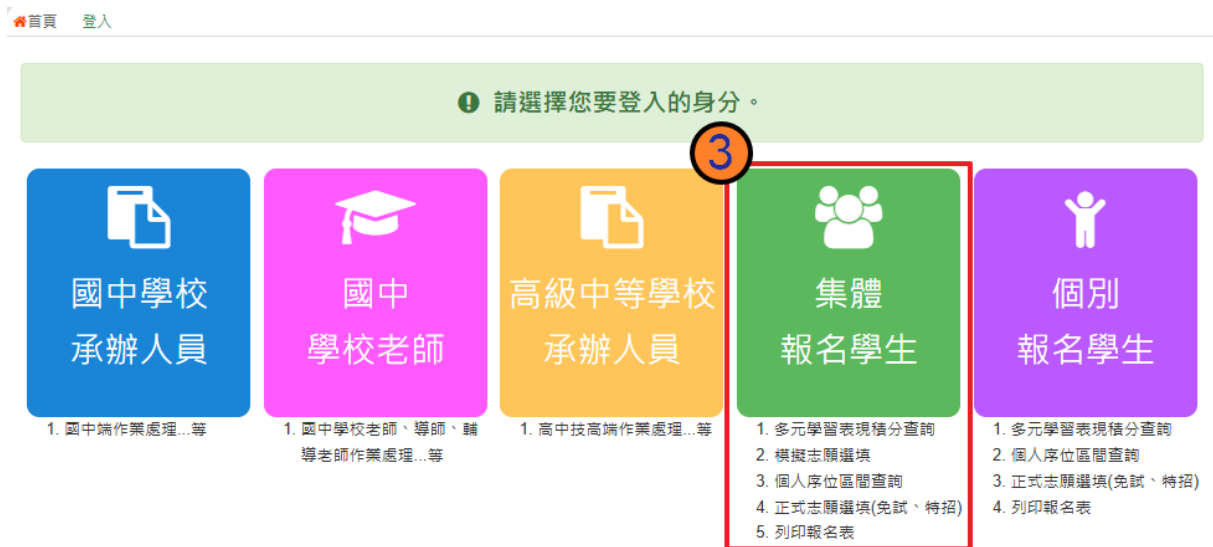 首頁 登入
請選擇您要登入的身分。
3
國中學校
承辦人員
1. 國中端作業處理...等
國中
學校老師
1. 國中學校老師、導師、輔
導老師作業處理...等
高級中等學校
承辦人員
1. 高中技高端作業處理...等
集體
報名學生
1. 多元學習表現積分查詢
2. 模擬志願選填
3. 個人序位區間查詢
4. 正式志願選填(免試、特招)
5. 列印報名表
個別
報名學生
1. 多元學習表現積分查詢
2. 個人序位區間查詢
3. 正式志願選填(免試、特招)
4. 列印報名表